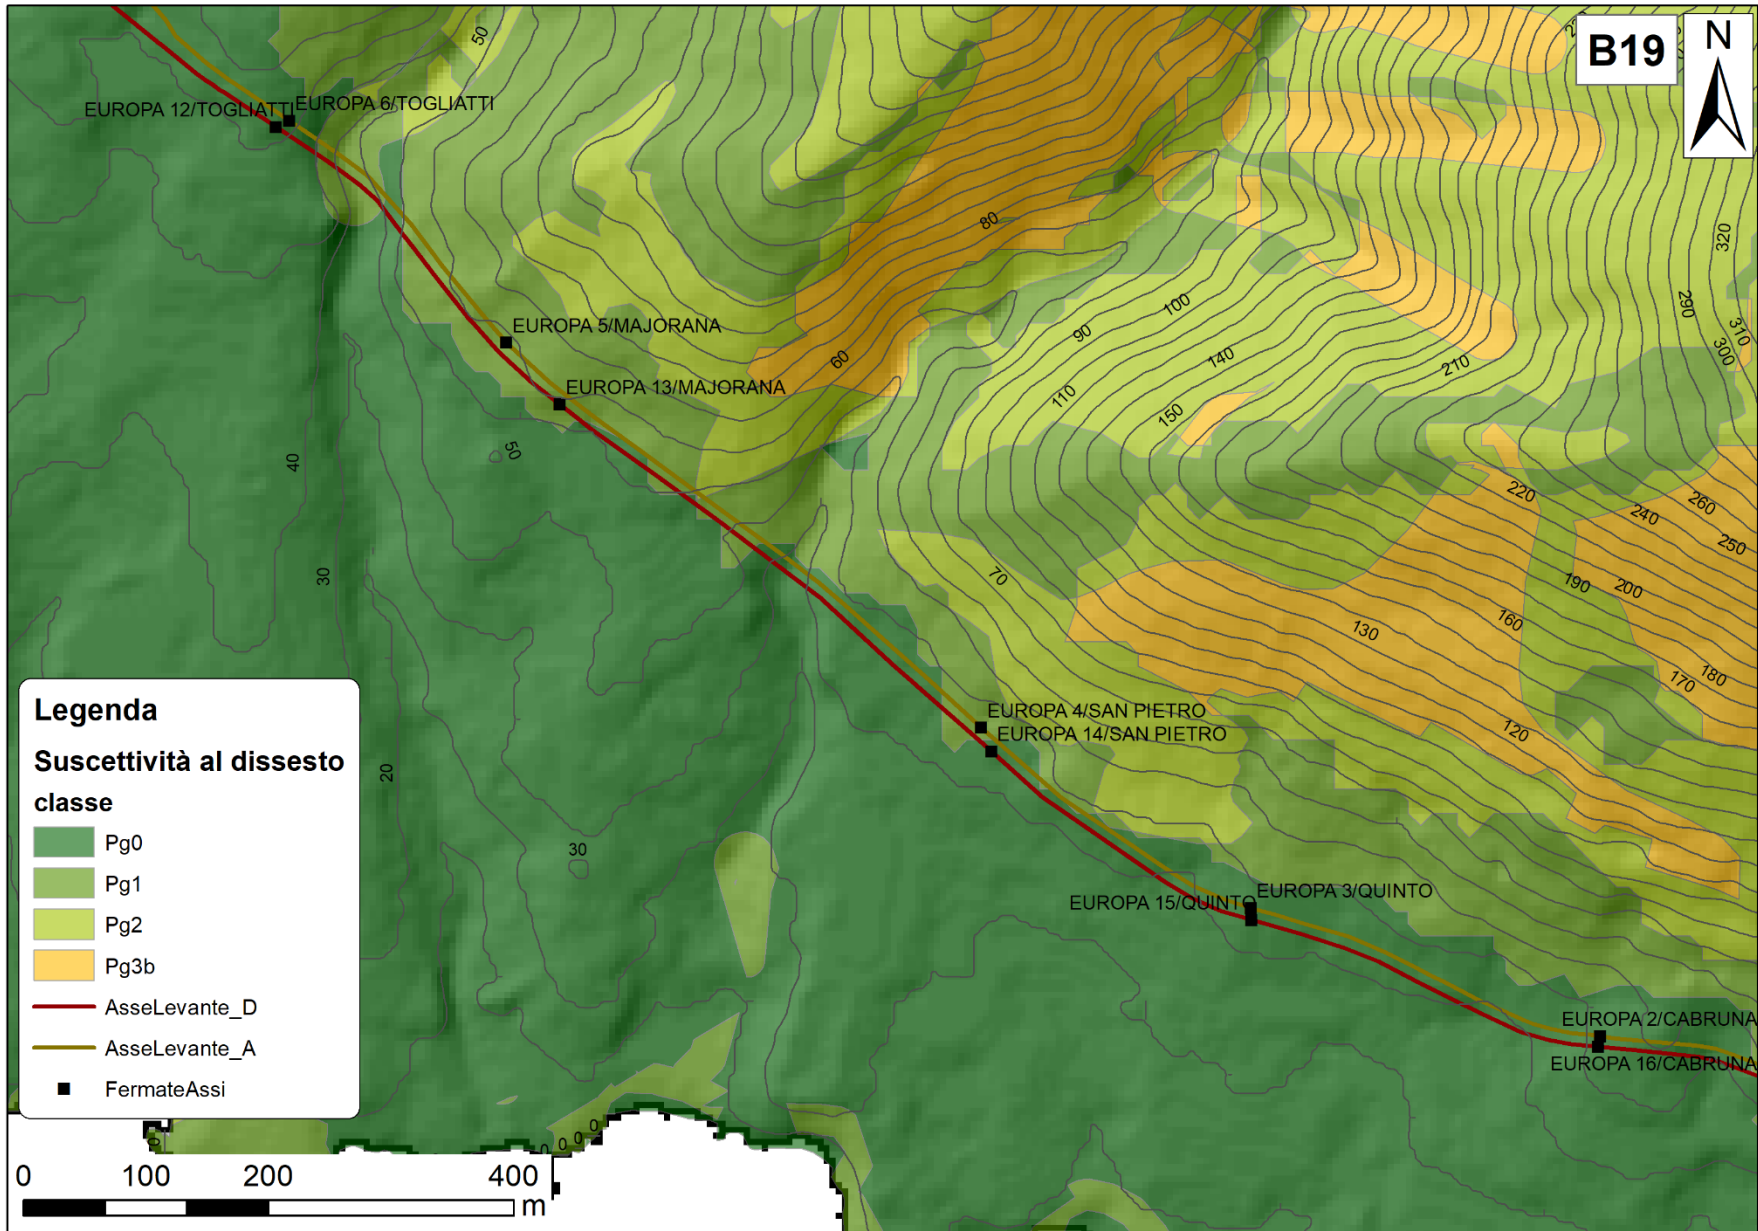 B19
N
50
EUROPA 12/TOGLIATTI
EUROPA 6/TOGLIATTI
80
320
290
310
300
100
90
140
210
110
150
60
EUROPA 5/MAJORANA
EUROPA 13/MAJORANA
50
40
30
20
30
70
220
260
240
250
190
200
160
130
180
170
120
EUROPA 4/SAN PIETRO
EUROPA 14/SAN PIETRO
EUROPA 3/QUINTO
EUROPA 15/QUINTO
EUROPA 2/CABRUNA
EUROPA 16/CABRUNA
Legenda
Suscettività al dissesto
classe
Pg0
Pg1
Pg2
Pg3b
AsseLevante_D
AsseLevante_A
FermateAssi
0 0 0 0
0 100 200 400
m